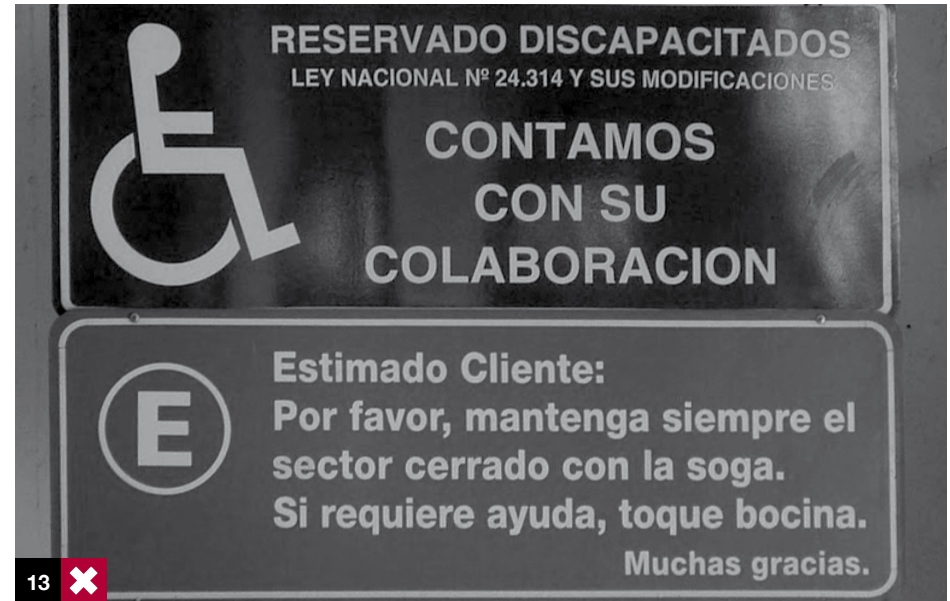 RESERVADO DISCAPACITADOS
LEY NACIONAL Nº 24.314 Y SUS MODIFICACIONES
CONTAMOS
CON SU
COLABORACION
E
Estimado Cliente:
Por favor, mantenga siempre el
sector cerrado con la soga.
Si requiere ayuda, toque bocina.
Muchas gracias.
13